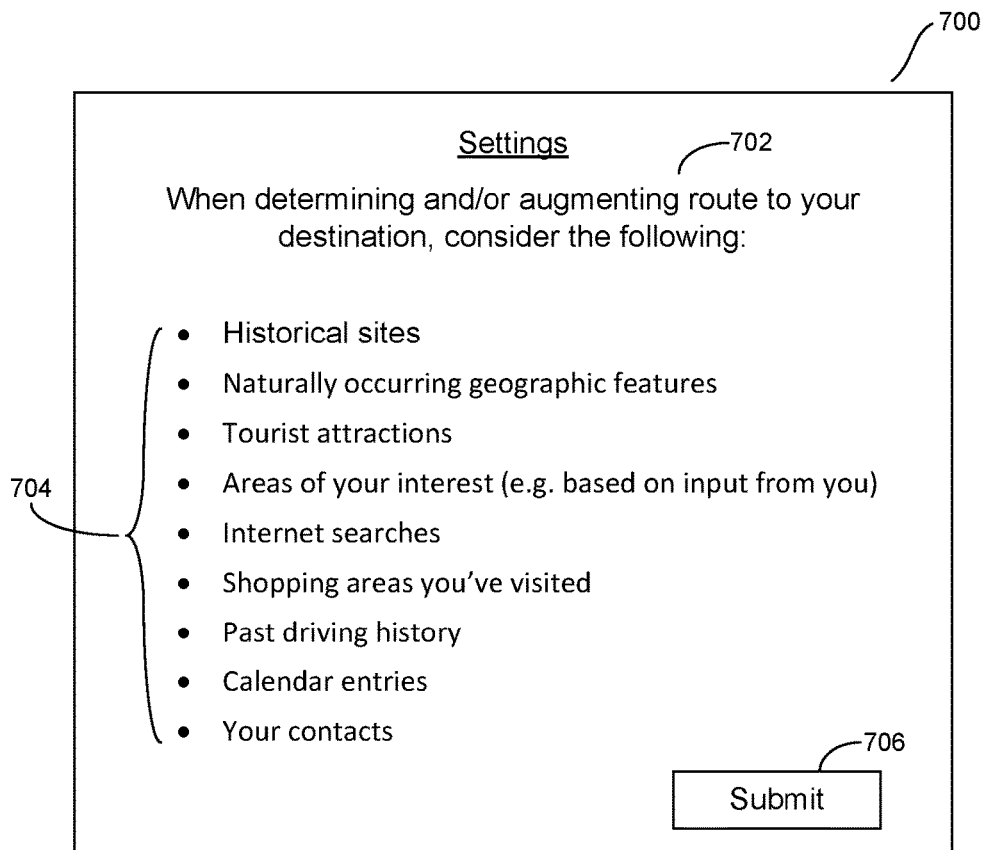 700
Settings
702
When determining and/or augmenting route to your
destination, consider the following:
• Historical sites
• Naturally occurring geographic features
• Tourist attractions
704
• Areas of your interest (e.g. based on input from you)
• Internet searches
• Shopping areas you've visited
• Past driving history
• Calendar entries
• Your contacts
706
Submit